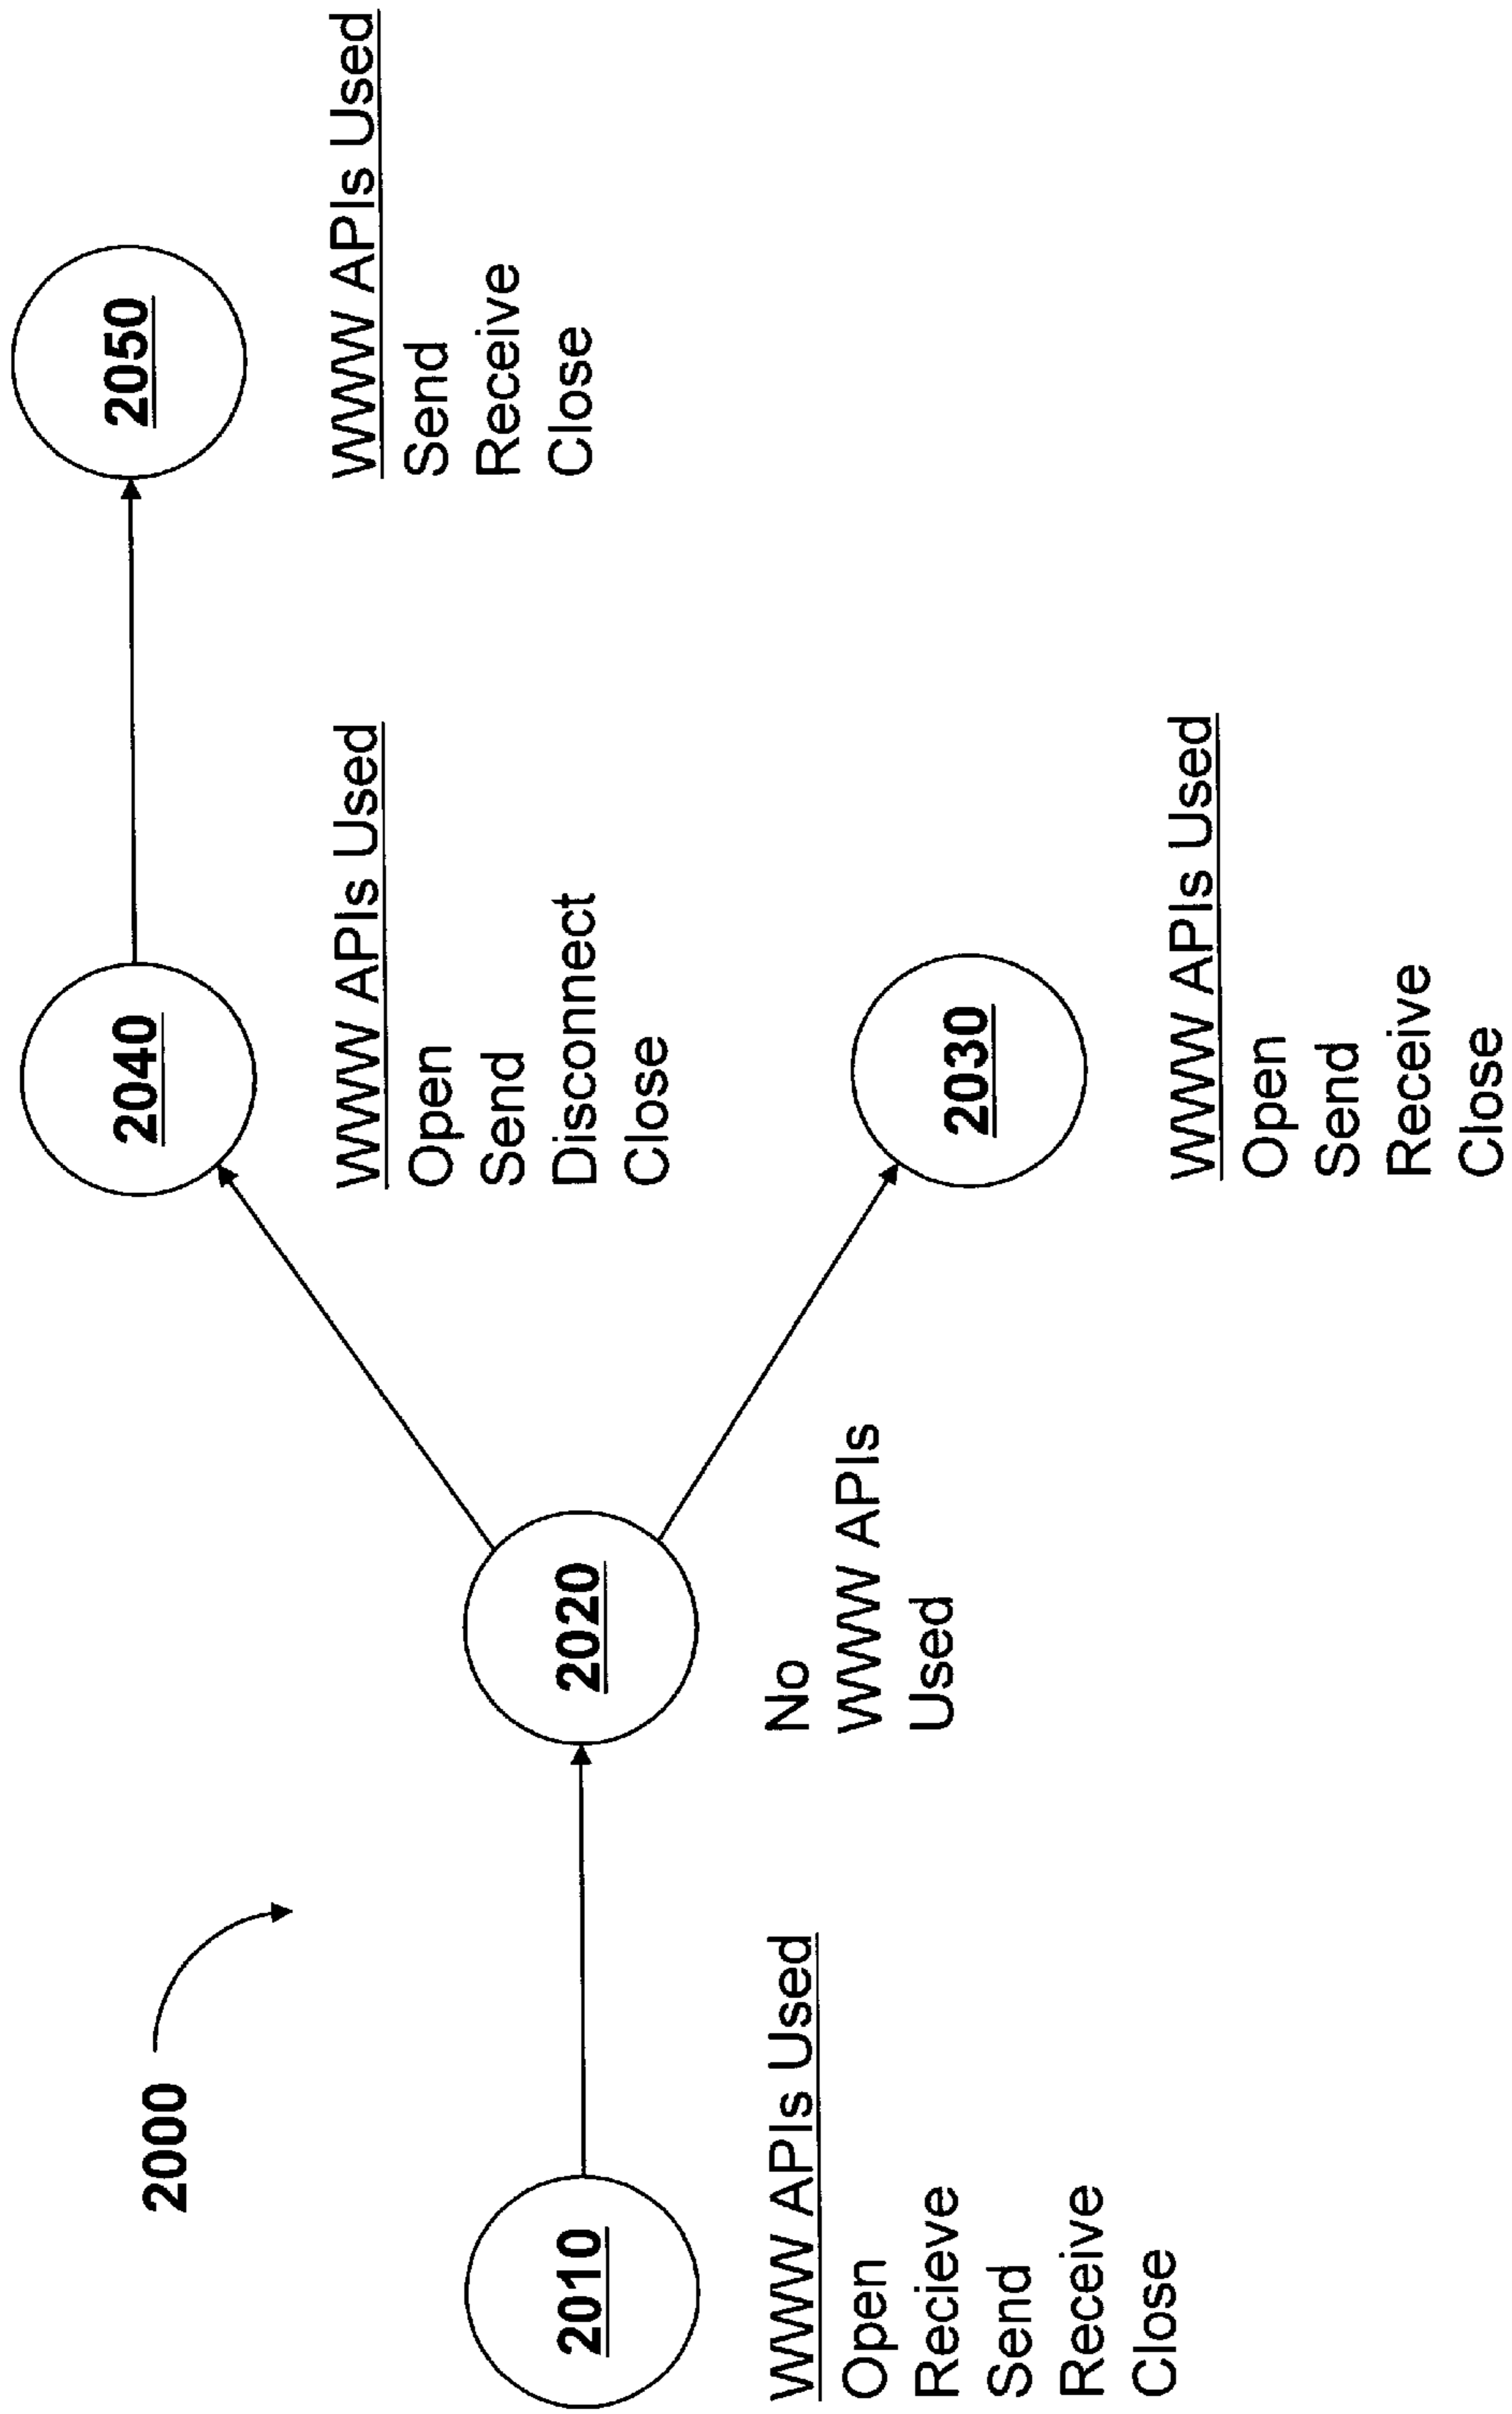 2000
2050
WWW APIs Used
Send
Receive
Close
2040
WWW APIs Used
Open
Send
Disconnect
Close
2020
No
WWW APIs
Used
2010
WWW APIs Used
Open
Recieve
Send
Receive
Close
2030
WWW APIs Used
Open
Send
Receive
Close